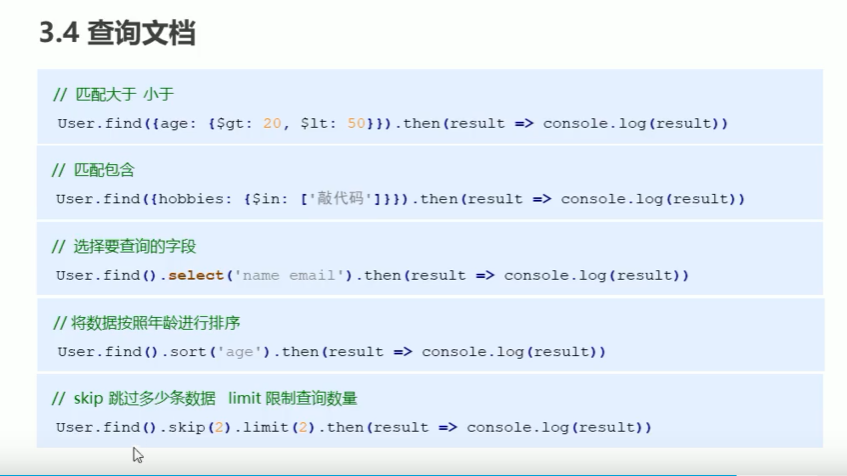 3.4 查询文档
// 匹配大于 小于
User.find({age: {$gt: 20, $lt: 50}}).then(result => console.log(result))
// 匹配包含
User.find({hobbies: {$in: ['敲代码']}}).then(result => console.log(result))
// 选择要查询的字段
User.find().select('name email').then(result => console.log(result))
// 将数据按照年龄进行排序
User.find().sort('age').then(result => console.log(result))
// skip 跳过多少条数据 limit 限制查询数量
User.find().skip(2).limit(2).then(result => console.log(result))